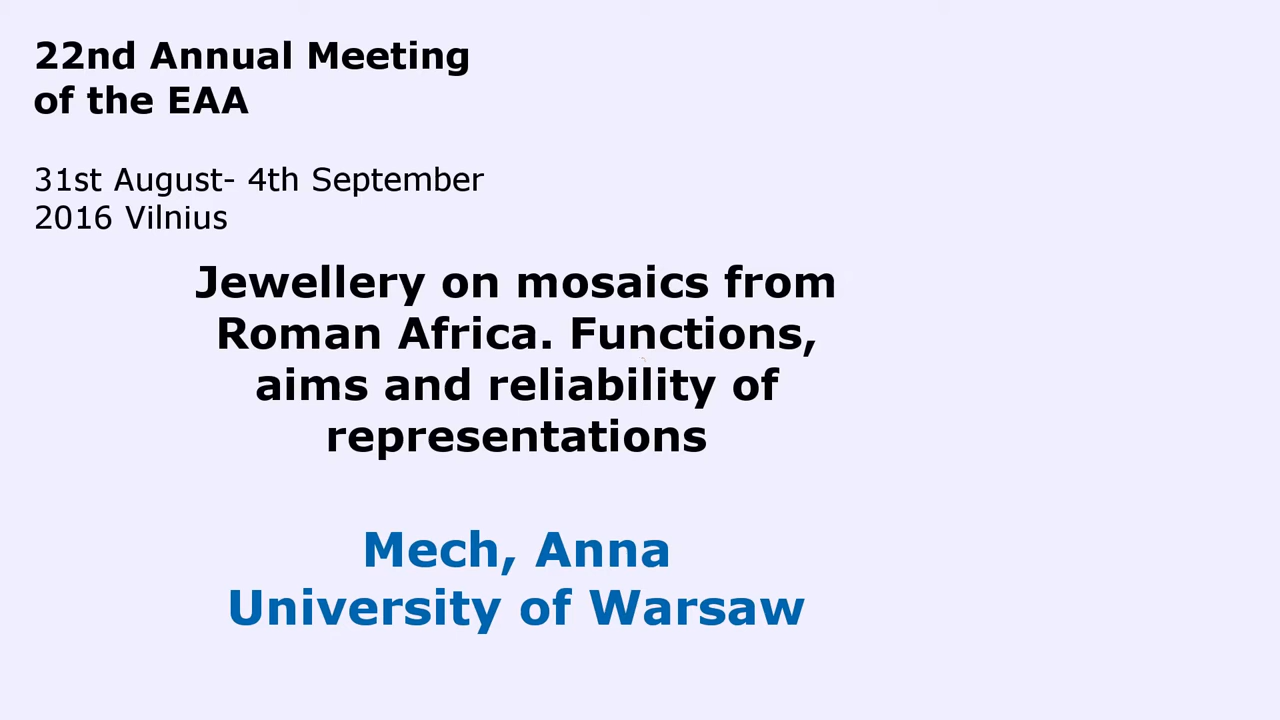 22nd Annual Meeting
of the EAA
31st August- 4th September
2016 Vilnius
Jewellery on mosaics from
Roman Africa. Functions,
aims and reliability of
representations
Mech, Anna
University of Warsaw